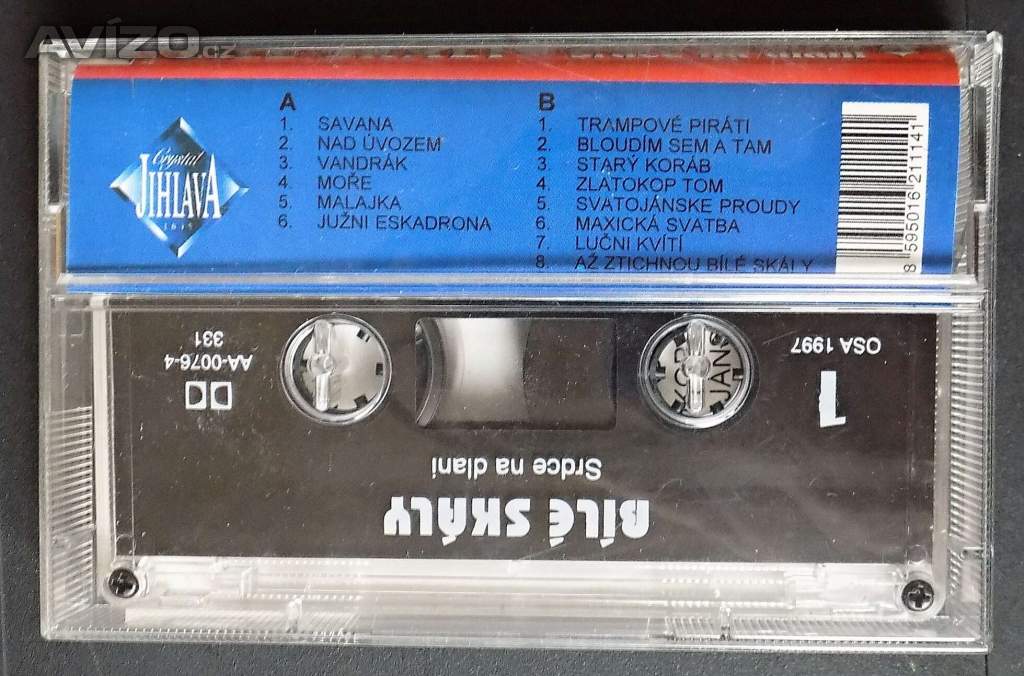 AVÍZO.cz
Crystal
JIHLAVA
A
1. SAVANA
2. NAD ÚVOZEM
3. VANDRÁK
4. MOŘE
5. MALAJKA
6. JUŽNI ESKADRONA
B
1. TRAMPOVÉ PIRÁTI
2. BLOUDÍM SEM A TAM
3. STARÝ KORÁB
4. ZLATOKOP TOM
5. SVATOJÁNSKE PROUDY
6. MAXICKÁ SVATBA
7. LUČNI KVÍTÍ
8. AŽ ZTICHNOU BÍLÉ SKÁLY
8 595016 211141
BÍLÉ SKÁLY
Srdce na dlani
1
OSA 1997
AA-0076-4
331